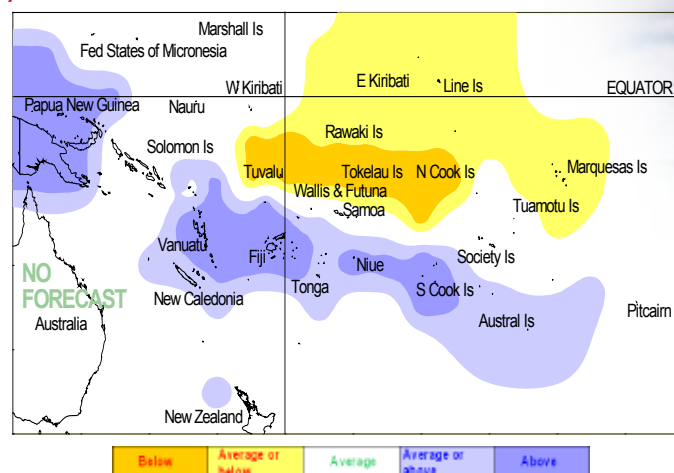 Marshall Is
Fed States of Micronesia
W Kiribati
E Kiribati
Line Is
EQUATOR
Papua New Guinea
Nauru
Rawaki Is
Solomon Is
Tuvalu
Tokelau Is
N Cook Is
Marquesas Is
Wallis & Futuna
Samoa
Tuamotu Is
Vanuatu
Fiji
Niue
Society Is
NO
FORECAST
New Caledonia
Tonga
S Cook Is
Australia
Austral Is
Pitcairn
New Zealand
Below
Average or
below
Average
Average or
above
Above